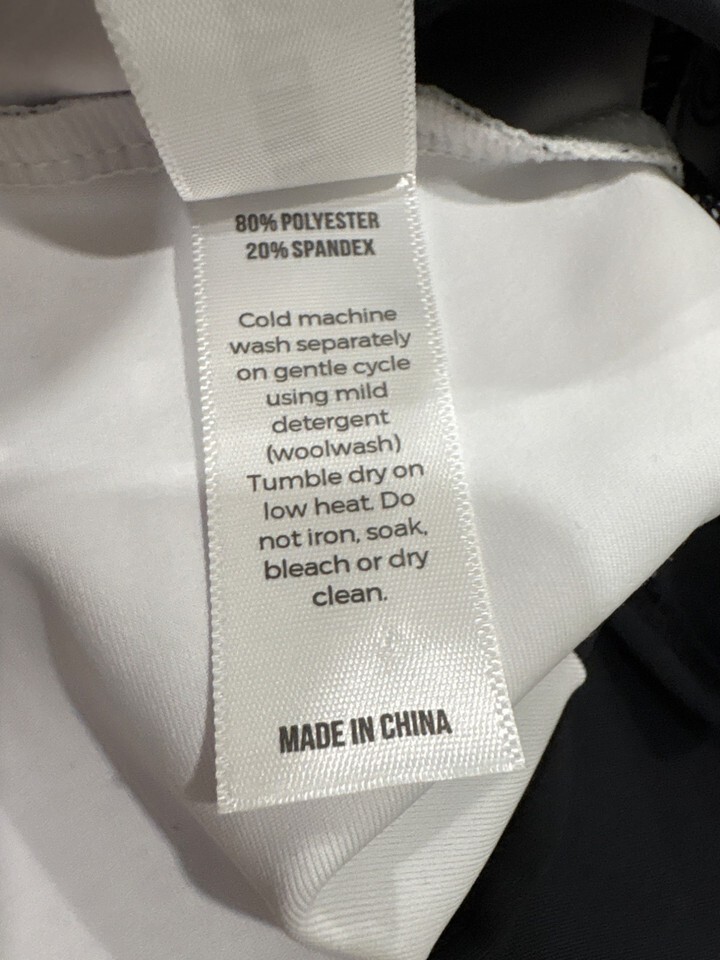 80% POLYESTER
20% SPANDEX
Cold machine
wash separately
on gentle cycle
using mild
detergent
(woolwash)
Tumble dry on
low heat. Do
not iron, soak,
bleach or dry
clean.
MADE IN CHINA